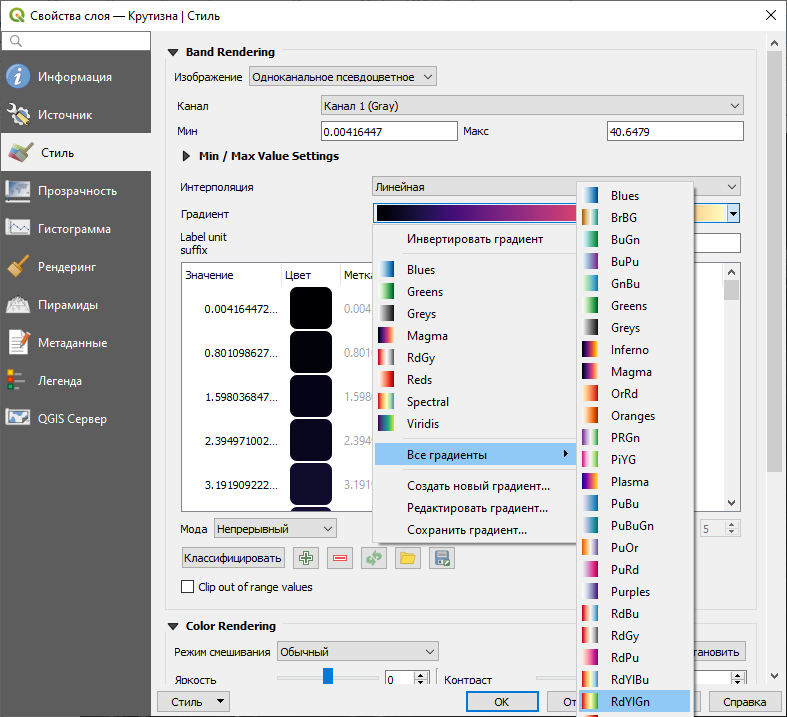 Свойства слоя — Крутизна | Стиль
Информация
Источник
Стиль
Прозрачность
Гистограмма
Рендеринг
Пирамиды
Метаданные
Легенда
QGIS Сервер
Band Rendering
Изображение Одноканальное псевдоцветное
Канал Канал 1 (Gray)
Мин 0.00416447 Макс 40.6479
Min / Max Value Settings
Интерполяция Линейная
Градиент
Label unit
suffix
Значение Цвет Метка
0.004164472... 0.004
0.801098627... 0.801
1.598036847... 1.598
2.394971002... 2.394
3.191909222... 3.191
Мода Непрерывный 5
Классифицировать
Clip out of range values
Color Rendering
Режим смешивания Обычный
Яркость 0 Контраст
Стиль OK Справка
Инвертировать градиент
Blues
Greens
Greys
Magma
RdGy
Reds
Spectral
Viridis
Все градиенты
Создать новый градиент...
Редактировать градиент...
Сохранить градиент...
Blues
BrBG
BuGn
BuPu
GnBu
Greens
Greys
Inferno
Magma
OrRd
Oranges
PRGn
PiYG
Plasma
PuBu
PuBuGn
PuOr
PuRd
Purples
RdBu
RdGy
RdPu
RdYlBu
RdYlGn